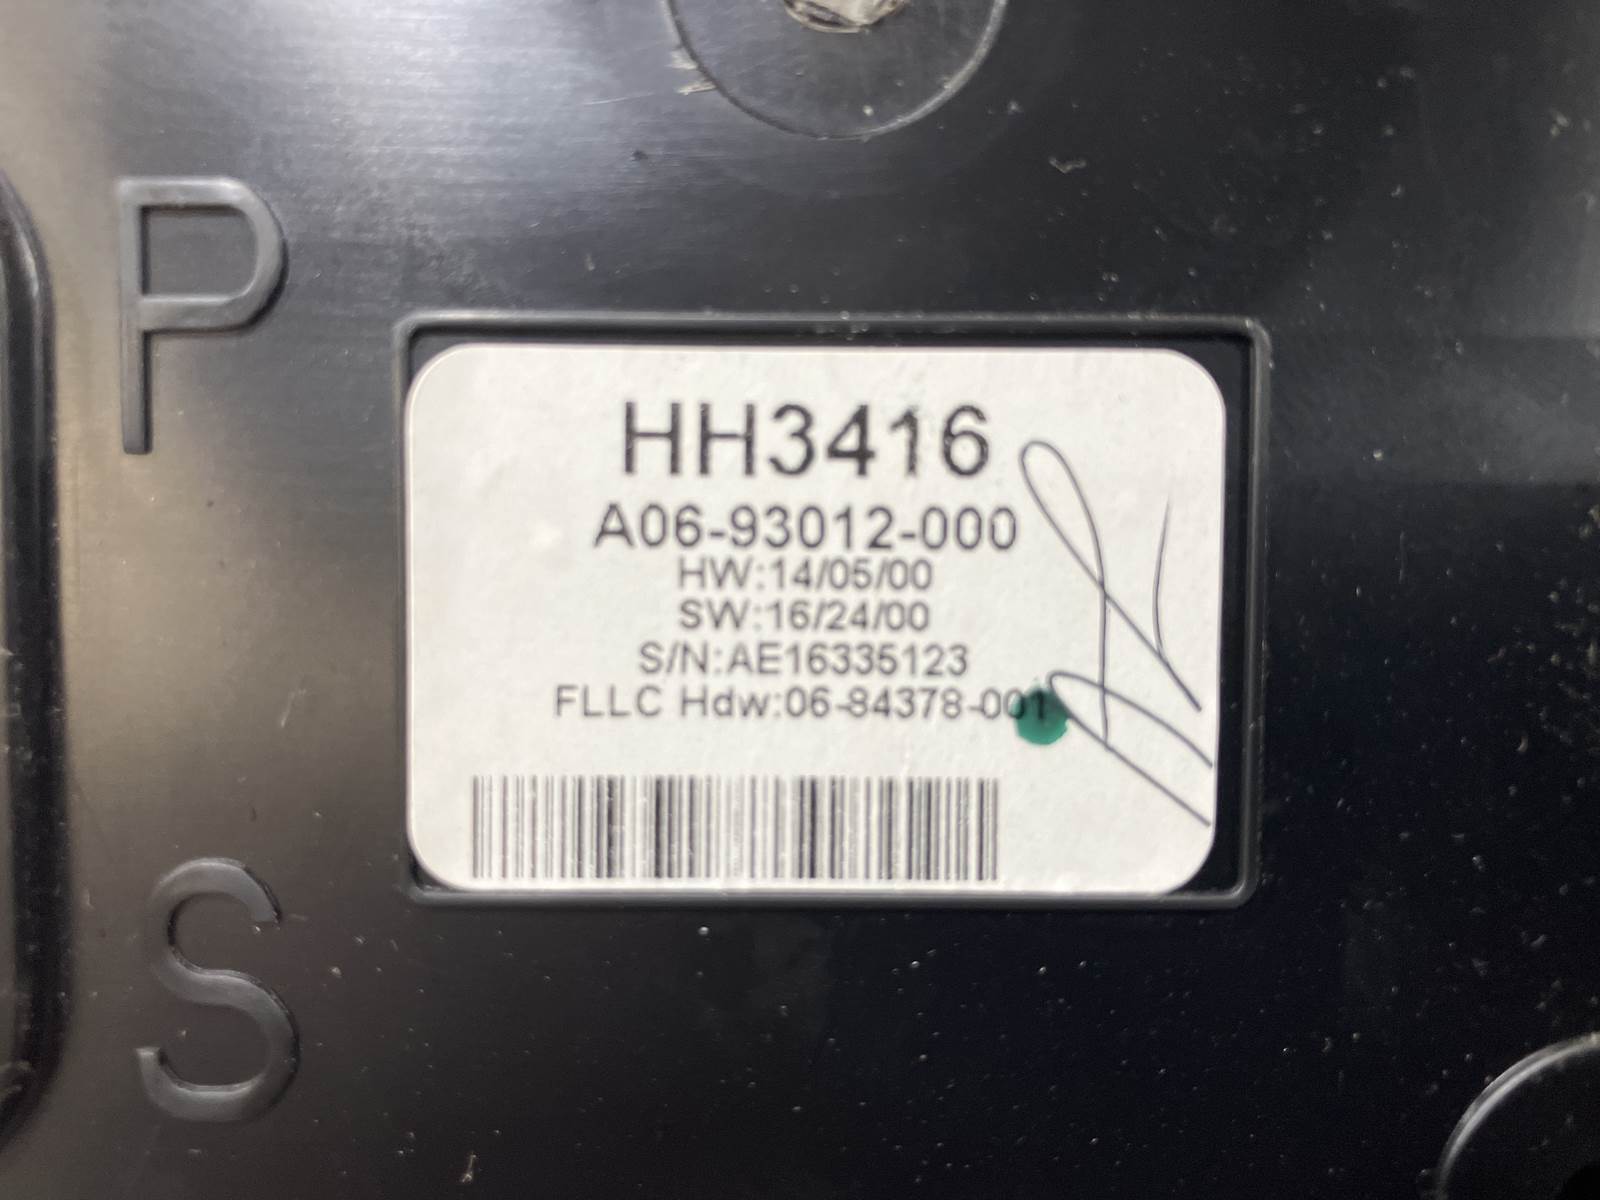 P
HH3416
A06-93012-000
HW:14/05/00
SW:16/24/00
S/N:AE16335123
FLLC Hdw:06-84378-001
S